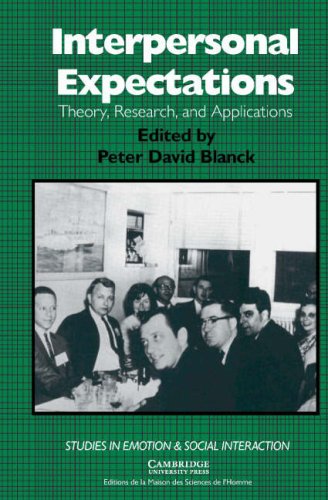 Interpersonal
Expectations
Theory, Research, and Applications
Edited by
Peter David Blanck
STUDIES IN EMOTION & SOCIAL INTERACTION
CAMBRIDGE
UNIVERSITY PRESS
Editions de la Maison des Sciences de l'Homme